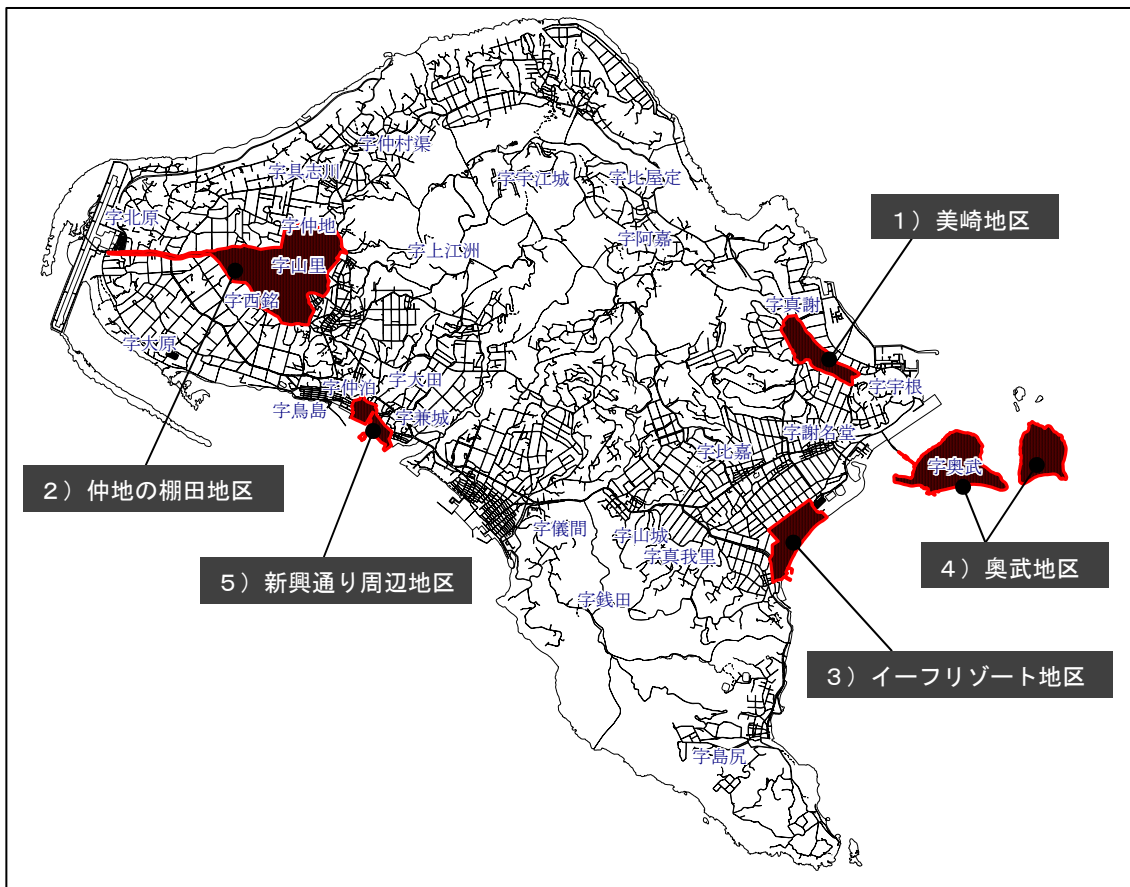 字仲村渠
字具志川
字宇江城
字比屋定
字北原
字仲地
字阿嘉
１）美崎地区
字上江洲
字山里
字西銘
字真謝
字大原
字宇根
字仲泊
字大田
字鳥島
字兼城
字謝名堂
字比嘉
字奥武
２）仲地の棚田地区
字儀間
字山城
字真我里
４）奥武地区
５）新興通り周辺地区
字銭田
３）イーフリゾート地区
字島尻